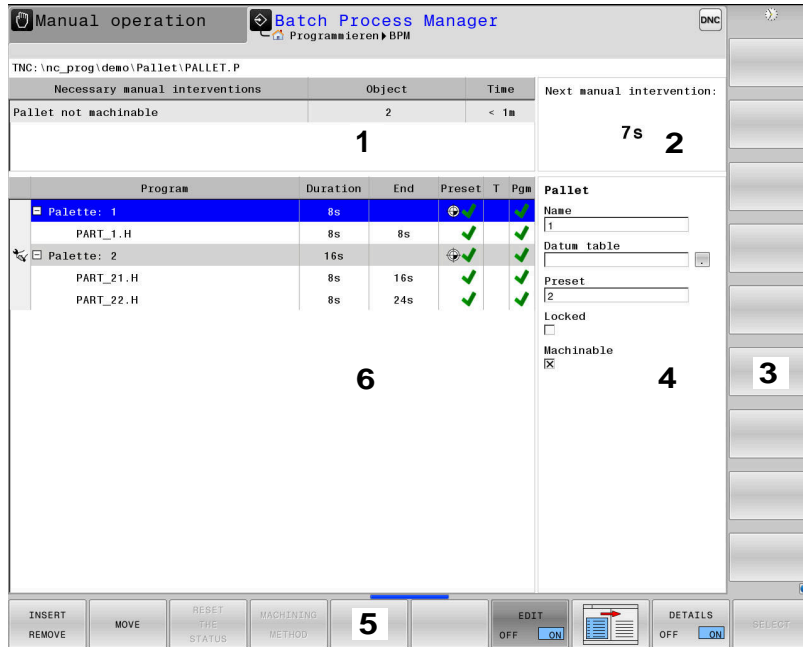 Manual operation
Batch Process Manager
DNC
Programmieren▶BPM
TNC:\nc_prog\demo\Pallet\PALLET.P
Necessary manual interventions Object Time
Pallet not machinable 2 < 1m
1
Next manual intervention:
7s
2
Program Duration End Preset T Pgm
Palette: 1 8s
PART_1.H 8s 8s
Palette: 2 16s
PART_21.H 8s 16s
PART_22.H 8s 24s
6
Pallet
Name
1
Datum table
.
Preset
2
Locked
Machinable
4
3
INSERT
REMOVE
MOVE
RESET
THE
STATUS
MACHINING
METHOD
5
EDIT
OFF ON
DETAILS
OFF ON
SELECT